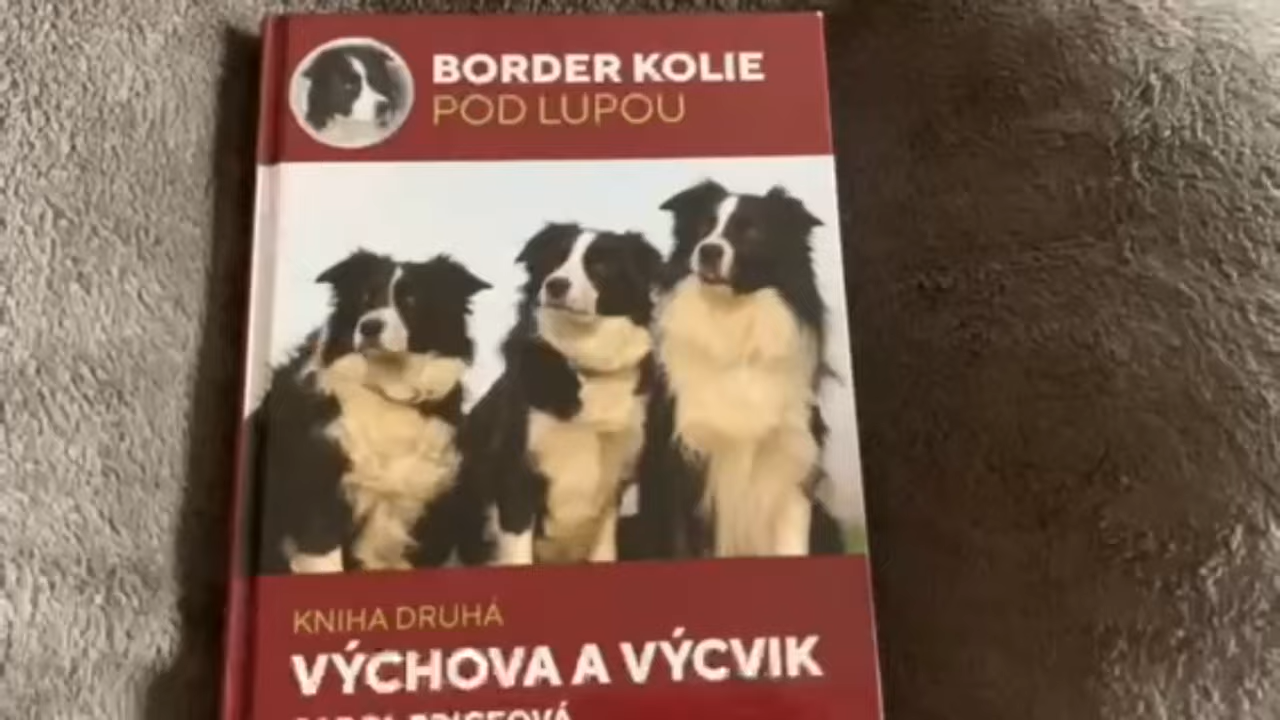 BORDER KOLIE
POD LUPOU
KNIHA DRUHÁ
VÝCHOVA A VÝCVIK